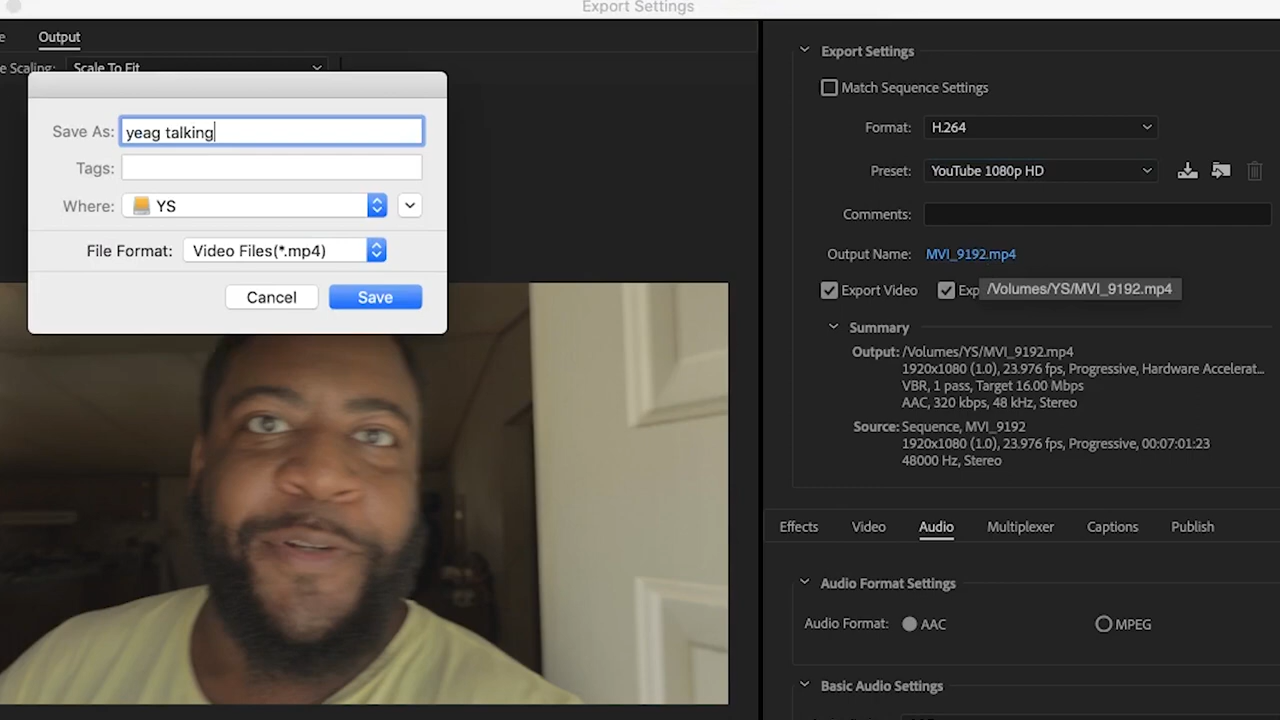 Export Settings
e
Output
e Scaling:
Scale To Fit
Save As:
yeag talking
Tags:
Where:
YS
File Format:
Video Files(*.mp4)
Cancel
Save
Export Settings
Match Sequence Settings
Format:
H.264
Preset:
YouTube 1080p HD
Comments:
Output Name:
MVI_9192.mp4
Export Video
Exp
/Volumes/YS/MVI_9192.mp4
Summary
Output: /Volumes/YS/MVI_9192.mp4
1920x1080 (1.0), 23.976 fps, Progressive, Hardware Accelerat...
VBR, 1 pass, Target 16.00 Mbps
AAC, 320 kbps, 48 kHz, Stereo
Source: Sequence, MVI_9192
1920x1080 (1.0), 23.976 fps, Progressive, 00:07:01:23
48000 Hz, Stereo
Effects
Video
Audio
Multiplexer
Captions
Publish
Audio Format Settings
Audio Format:
AAC
MPEG
Basic Audio Settings